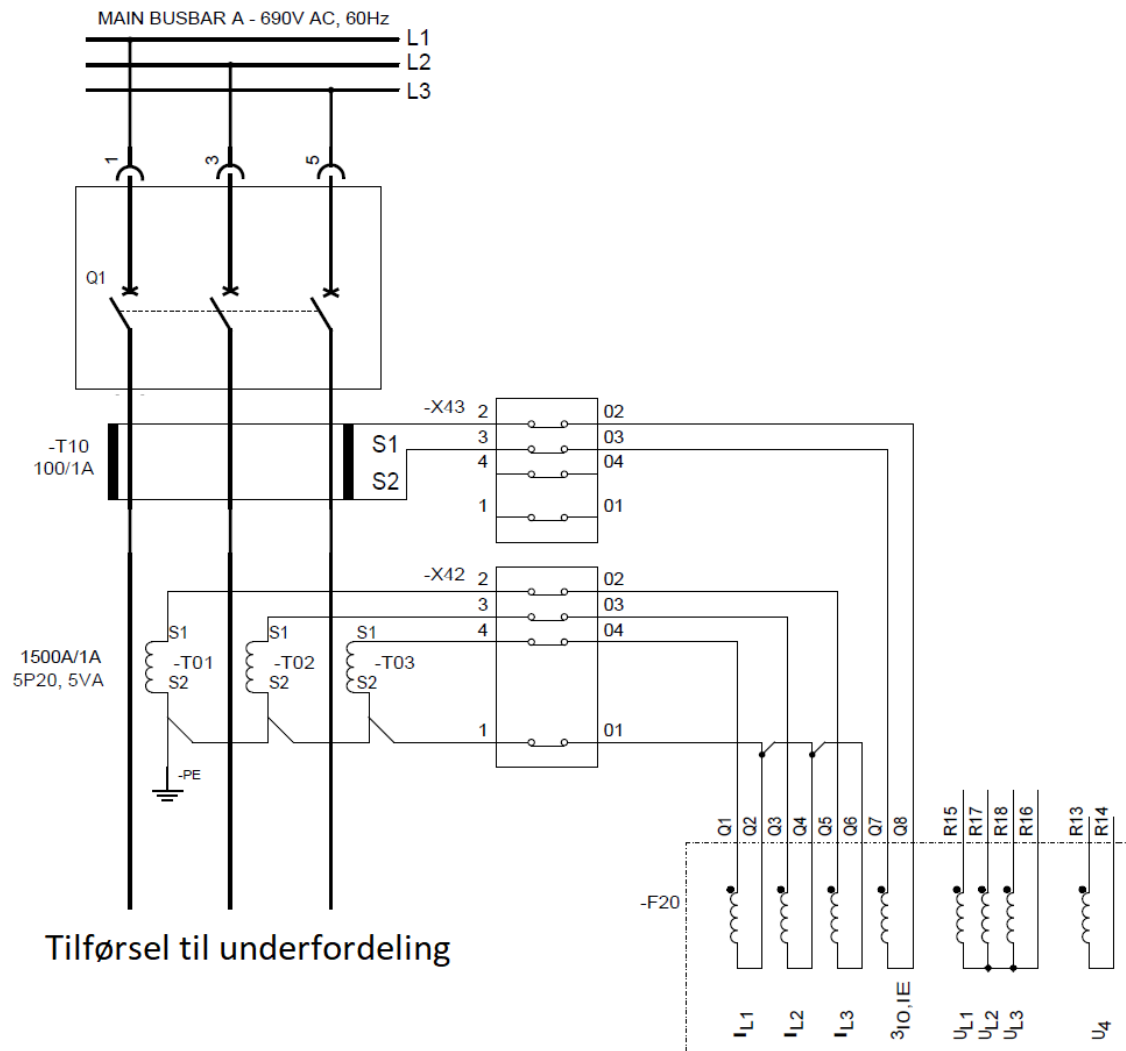 MAIN BUSBAR A - 690V AC, 60Hz
L1
L2
L3
1
3
5
Q1
-X43
2
02
3
03
4
04
1
01
-T10
100/1A
S1
S2
-X42
2
02
3
03
4
04
1
01
S1
S1
S1
1500A/1A
5P20, 5VA
-T01
-T02
-T03
S2
S2
S2
-PE
Q1
Q2
Q3
Q4
Q5
Q6
Q7
Q8
R15
R17
R18
R16
R13
R14
-F20
Tilførsel til underfordeling
IL1
IL2
IL3
3IO,IE
UL1
UL2
UL3
U4